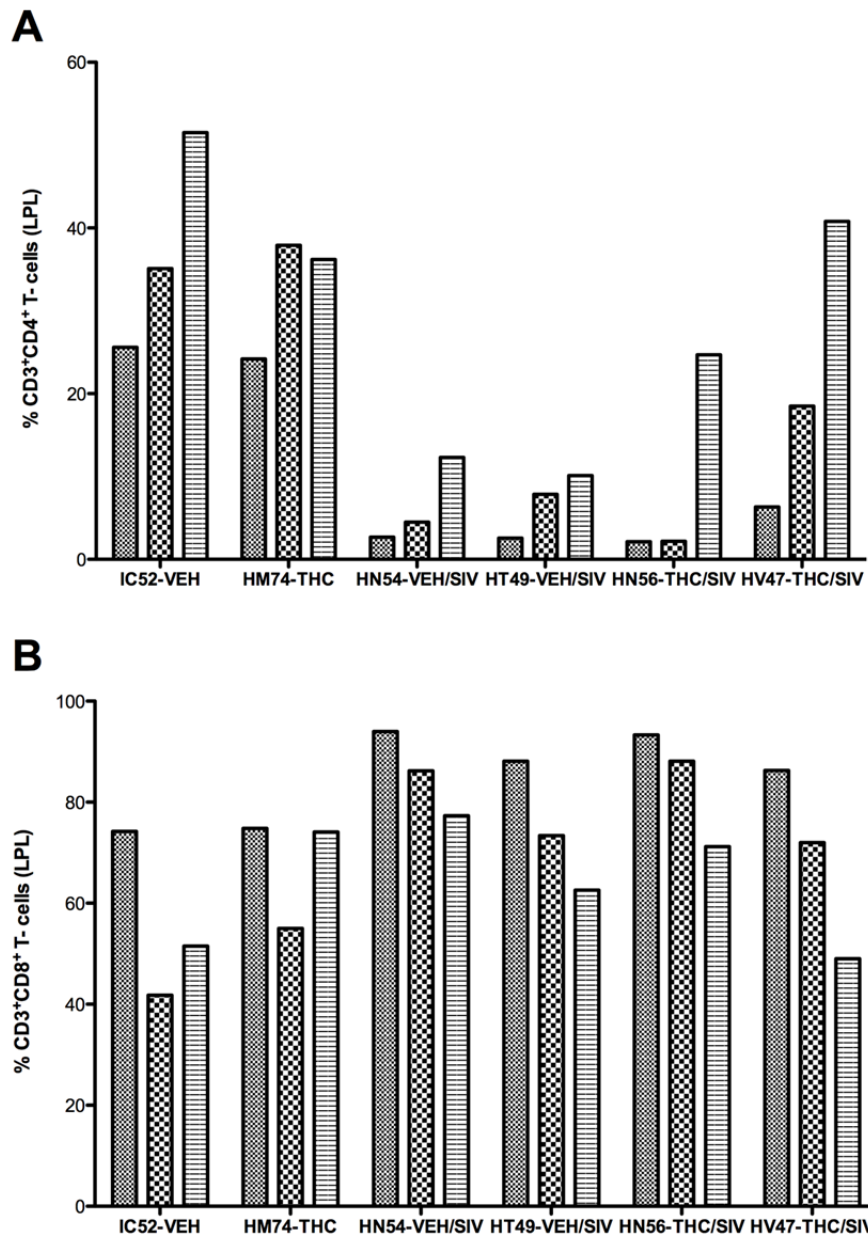 A
60
40
20
0
% CD3⁺CD4⁺ T- cells (LPL)
IC52-VEH HM74-THC HN54-VEH/SIV HT49-VEH/SIV HN56-THC/SIV HV47-THC/SIV
B
100
80
60
40
20
0
% CD3⁺CD8⁺ T- cells (LPL)
IC52-VEH HM74-THC HN54-VEH/SIV HT49-VEH/SIV HN56-THC/SIV HV47-THC/SIV